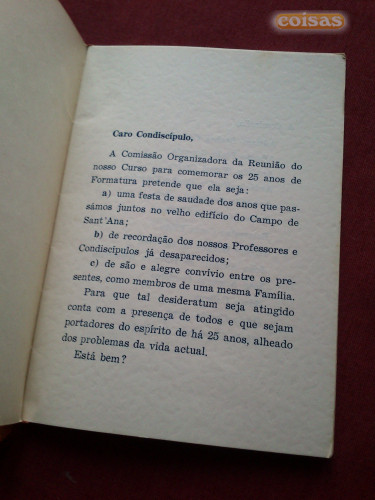 coisas
Caro Condiscípulo,
A Comissão Organizadora da Reunião do
nosso Curso para comemorar os 25 anos de
Formatura pretende que ela seja:
a) uma festa de saudade dos anos que pas-
sámos juntos no velho edifício do Campo de
Sant'Ana;
b) de recordação dos nossos Professores e
Condiscípulos já desaparecidos;
c) de são e alegre convívio entre os pre-
sentes, como membros de uma mesma Família.
Para que tal desideratum seja atingido
conta com a presença de todos e que sejam
portadores do espírito de há 25 anos, alheado
dos problemas da vida actual.
Está bem?